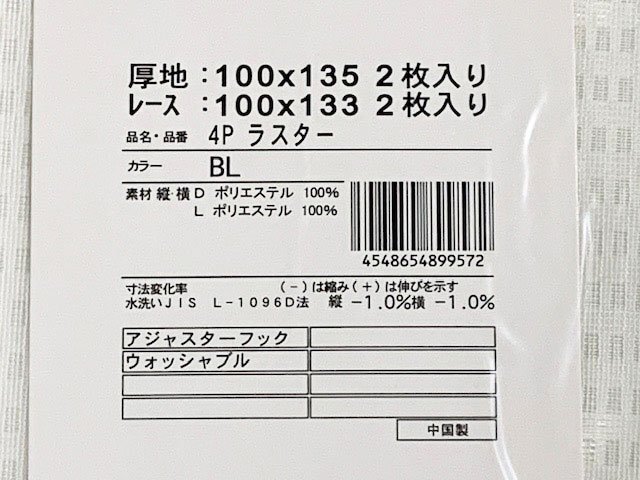 厚地：100x135 2枚入り
レース：100x133 2枚入り
品名・品番 4P ラスター
カラー BL
素材 縦・横 D ポリエステル 100%
L ポリエステル 100%
4548654899572
寸法変化率 (－)は縮み(＋)は伸びを示す
水洗いJIS L-1096D法 縦 -1.0%横 -1.0%
アジャスターフック
ウォッシャブル
中国製